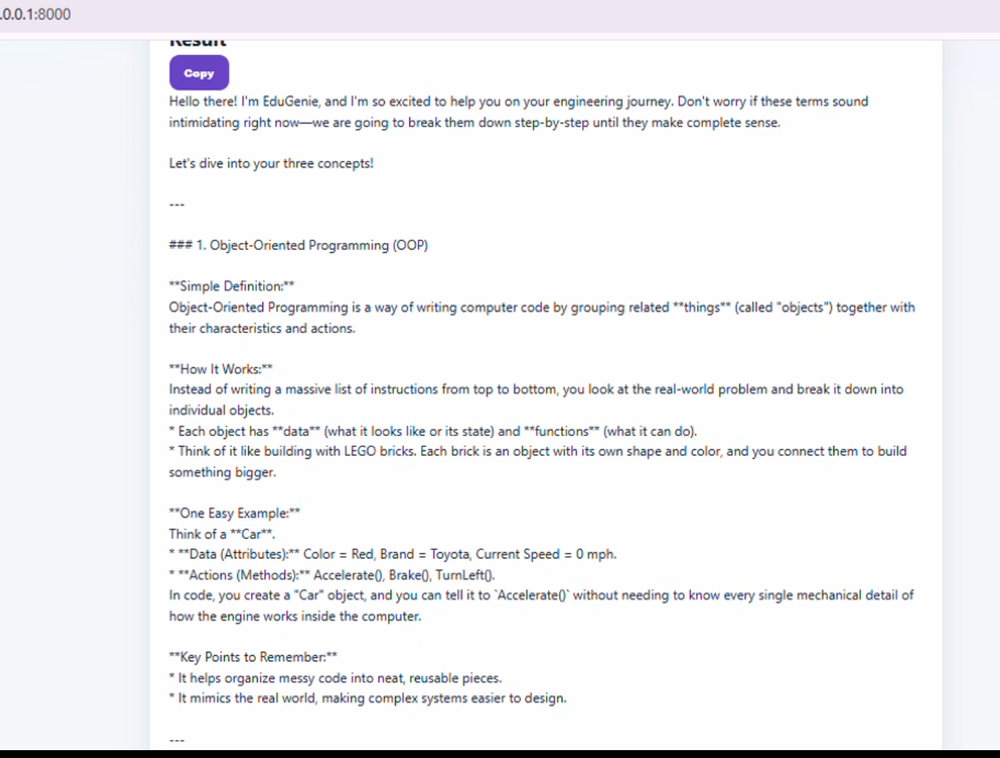 .0.0.1:8000
Result
Copy
Hello there! I'm EduGenie, and I'm so excited to help you on your engineering journey. Don't worry if these terms sound
intimidating right now—we are going to break them down step-by-step until they make complete sense.
Let's dive into your three concepts!
---
### 1. Object-Oriented Programming (OOP)
**Simple Definition:**
Object-Oriented Programming is a way of writing computer code by grouping related **things** (called "objects") together with
their characteristics and actions.
**How It Works:**
Instead of writing a massive list of instructions from top to bottom, you look at the real-world problem and break it down into
individual objects.
* Each object has **data** (what it looks like or its state) and **functions** (what it can do).
* Think of it like building with LEGO bricks. Each brick is an object with its own shape and color, and you connect them to build
something bigger.
**One Easy Example:**
Think of a **Car**.
* **Data (Attributes):** Color = Red, Brand = Toyota, Current Speed = 0 mph.
* **Actions (Methods):** Accelerate(), Brake(), TurnLeft().
In code, you create a "Car" object, and you can tell it to `Accelerate()` without needing to know every single mechanical detail of
how the engine works inside the computer.
**Key Points to Remember:**
* It helps organize messy code into neat, reusable pieces.
* It mimics the real world, making complex systems easier to design.
---